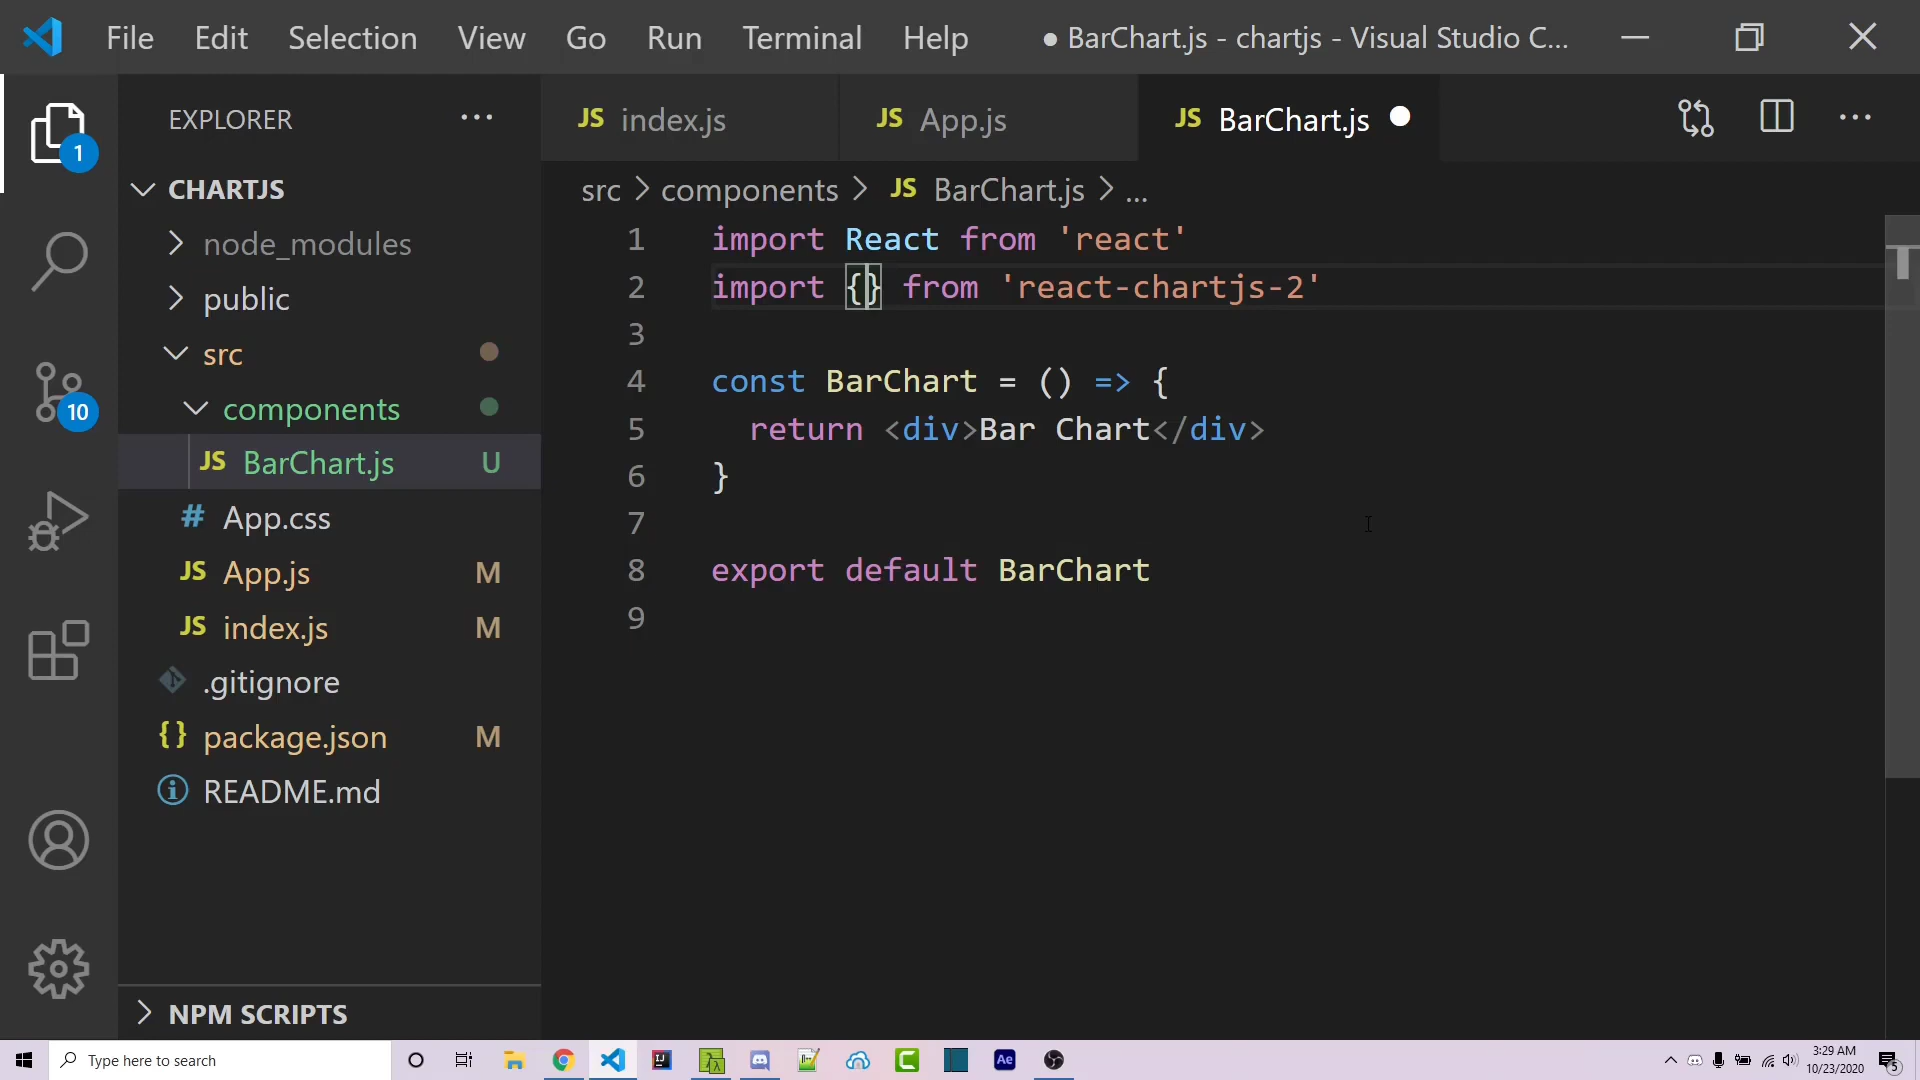 File Edit Selection View Go Run Terminal Help ● BarChart.js - chartjs - Visual Studio C...
EXPLORER
JS index.js
JS App.js
JS BarChart.js
1
CHARTJS
src > components > JS BarChart.js > ...
node_modules
public
src
components
10
JS BarChart.js U
# App.css
JS App.js M
JS index.js M
.gitignore
{} package.json M
README.md
NPM SCRIPTS
1 import React from 'react'
2 import {} from 'react-chartjs-2'
3
4 const BarChart = () => {
5 return <div>Bar Chart</div>
6 }
7
8 export default BarChart
9
Type here to search
IJ
Ae
3:29 AM
10/23/2020
5